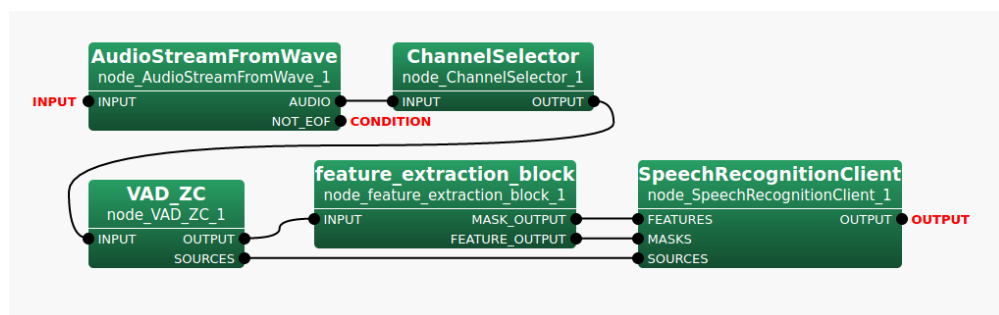 AudioStreamFromWave
node_AudioStreamFromWave_1
INPUT INPUT AUDIO
NOT_EOF CONDITION
ChannelSelector
node_ChannelSelector_1
INPUT OUTPUT
VAD_ZC
node_VAD_ZC_1
INPUT OUTPUT
SOURCES
feature_extraction_block
node_feature_extraction_block_1
INPUT MASK_OUTPUT
FEATURE_OUTPUT
SpeechRecognitionClient
node_SpeechRecognitionClient_1
FEATURES OUTPUT OUTPUT
MASKS
SOURCES